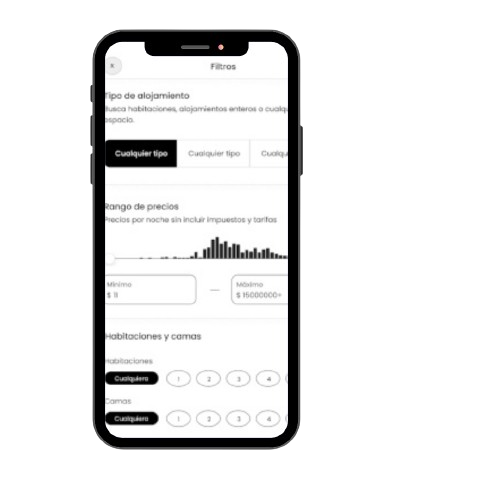 x
Filtros
Tipo de alojamiento
Busca habitaciones, alojamientos enteros o cualqu
espacio.
Cualquier tipo Cualquier tipo Cualqu
Rango de precios
Precios por noche sin incluir impuestos y tarifas
Mínimo
$ 11
—
Máximo
$ 15000000+
Habitaciones y camas
Habitaciones
Cualquiera 1 2 3 4
Camas
Cualquiera 1 2 3 4